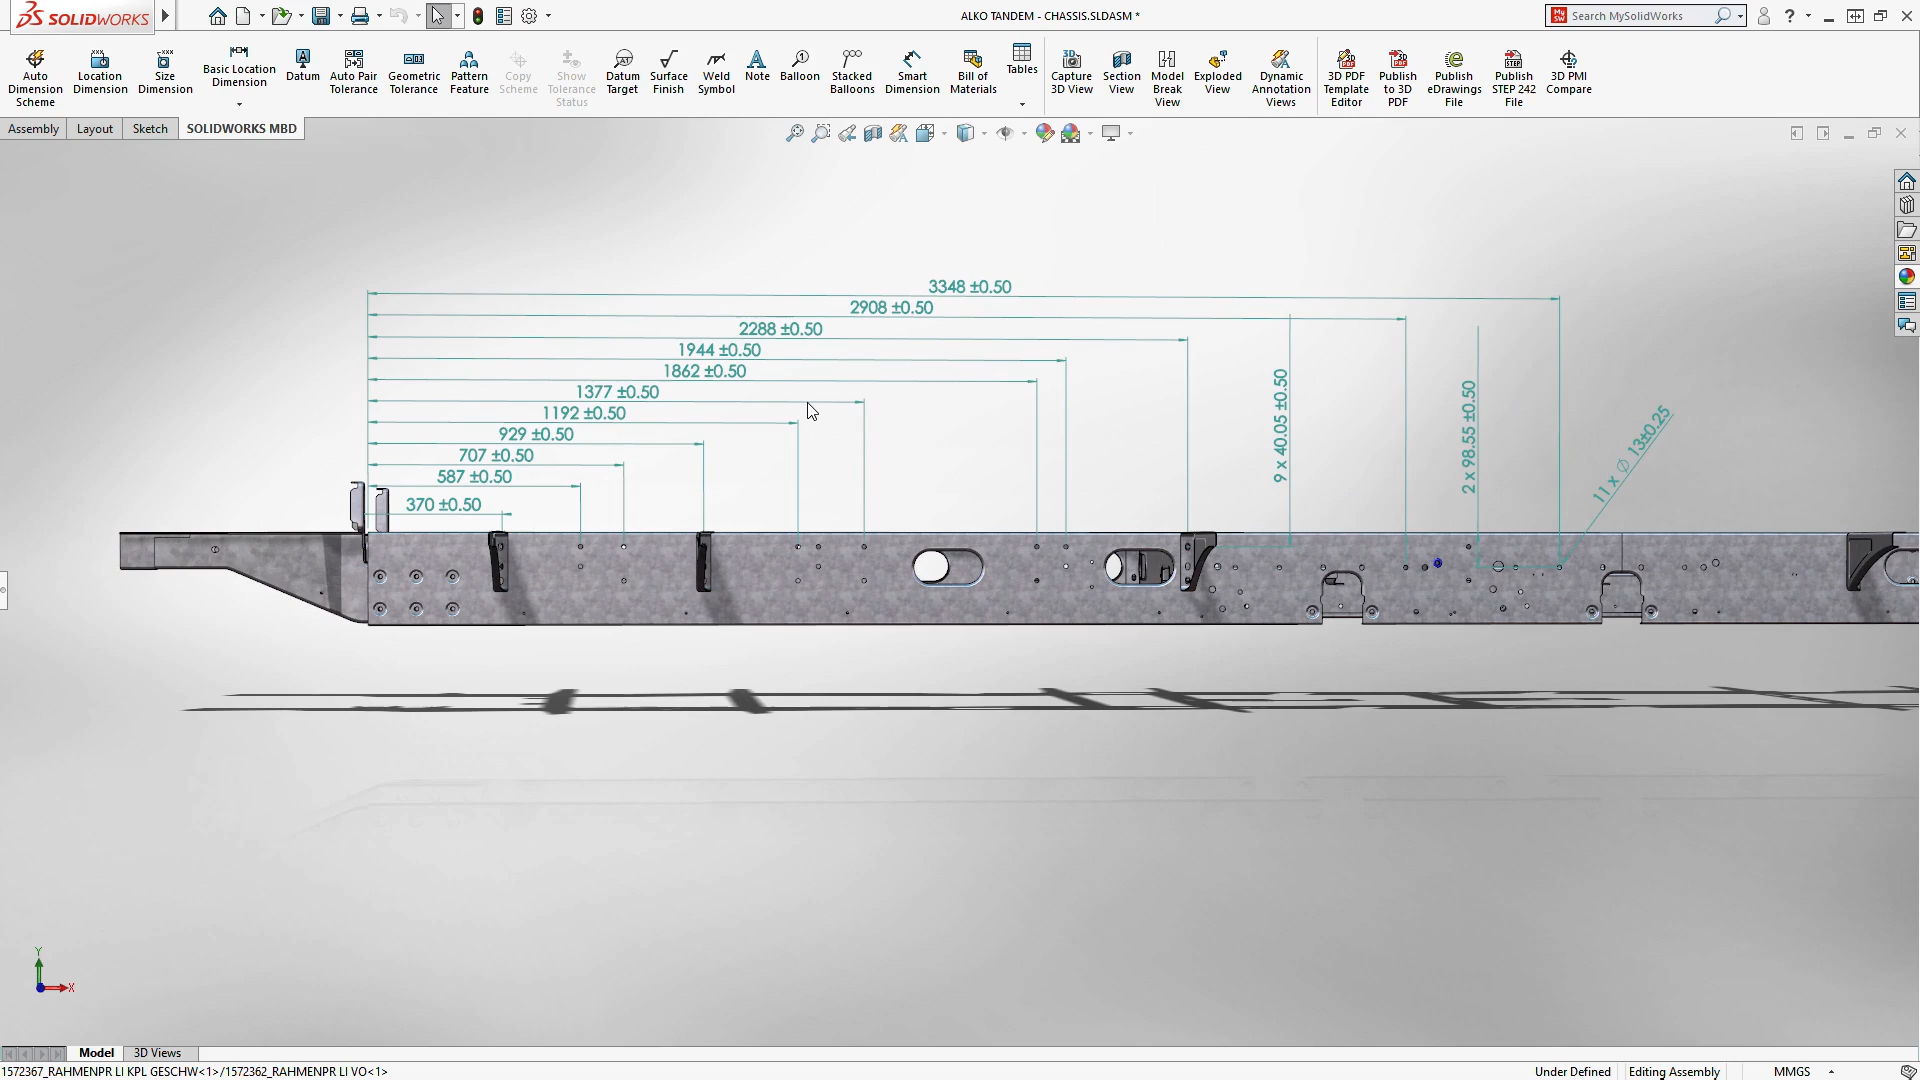 SOLIDWORKS
ALKO TANDEM - CHASSIS.SLDASM *
Search MySolidWorks
Auto Dimension Scheme
Location Dimension
Size Dimension
Basic Location Dimension
Datum
Auto Pair Tolerance
Geometric Tolerance
Pattern Feature
Copy Scheme
Show Tolerance Status
Datum Target
Surface Finish
Weld Symbol
Note
Balloon
Stacked Balloons
Smart Dimension
Bill of Materials
Tables
Capture 3D View
Section View
Model Break View
Exploded View
Dynamic Annotation Views
3D PDF Template Editor
Publish to 3D PDF
Publish eDrawings File
Publish STEP 242 File
3D PMI Compare
Assembly
Layout
Sketch
SOLIDWORKS MBD
3348 ±0.50
2908 ±0.50
2288 ±0.50
1944 ±0.50
1862 ±0.50
1377 ±0.50
1192 ±0.50
929 ±0.50
707 ±0.50
587 ±0.50
370 ±0.50
9 x 40.05 ±0.50
2 x 98.55 ±0.50
11 x ∅ 13±0.25
Y
X
Model
3D Views
1572367_RAHMENPR LI KPL GESCHW<1>/1572362_RAHMENPR LI VO<1>
Under Defined
Editing Assembly
MMGS